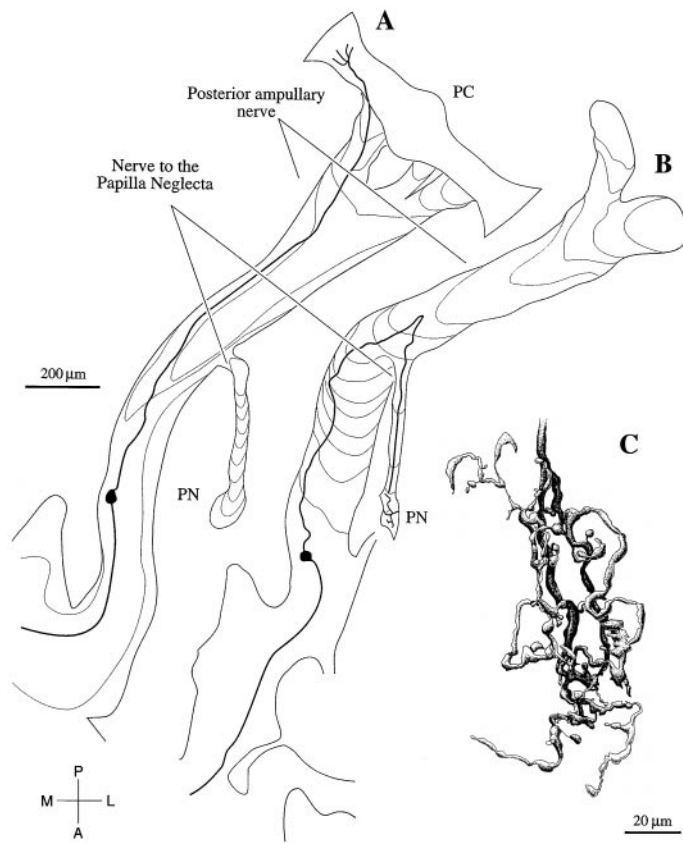 A
Posterior ampullary
nerve
PC
B
Nerve to the
Papilla Neglecta
200 μm
C
PN
PN
P
M L
A
20 μm